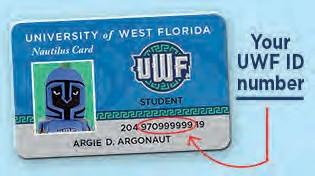 UNIVERSITY of WEST FLORIDA
Nautilus Card
UWF
STUDENT
204 970999999 19
ARGIE D. ARGONAUT
Your
UWF ID
number